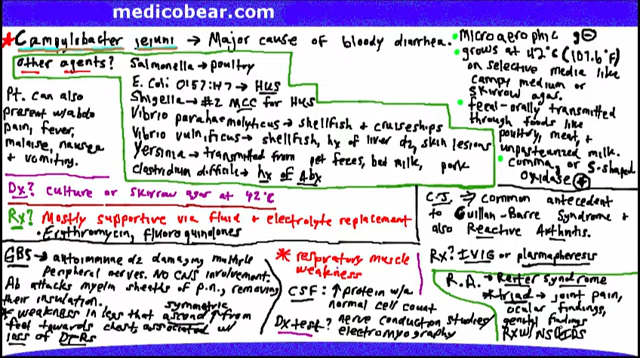 medicobear.com
* Campylobacter jejuni → Major cause of bloody diarrhea.
other agents?
Salmonella → poultry
E. Coli 0157:H7 → HUS
Shigella → #2 MCC for HUS
Vibrio parahaemolyticus → shellfish + cruiseships
Vibrio vulnificus → shellfish, hx of liver dz, skin lesions
Yersinia → transmitted from pet feces, bad milk, pork
Clostridium difficile → hx of Abx
Pt. can also
present w/ abdo
pain, fever,
malaise, nausea
+ vomiting.
• Microaerophilic g⊖
• grows at 42°C (107.6°F)
on selective media like
Campy medium or
skirrow agar.
• fecal-orally transmitted
through foods like
poultry, meat, +
unpasteurized milk.
• Comma or S-shaped
oxidase ⊕
Dx? culture or skirrow agar at 42°C
Rx? Mostly supportive via fluid + electrolyte replacement
• Erythromycin, fluoroquinolones
C.J. → common antecedent
to Guillan-Barre Syndrome +
also Reactive Arthritis.
Rx? IVIG or plasmapheresis
GBS → autoimmune dz damaging multiple
Peripheral nerves. No CNS involvement.
Ab attacks myelin sheaths of p.n., removing
their insulation.
* weakness in legs that ascend ↑ from
symmetric
feet towards chest, associated w/
loss of DTRs
* respiratory muscle
weakness
CSF: ↑ protein w/ a
normal cell count
Dx test? nerve conduction studies/
electromyography
R.A. → Reiter syndrome
* triad → joint pain,
ocular findings,
genital findings
Rx w/ NSAIDs